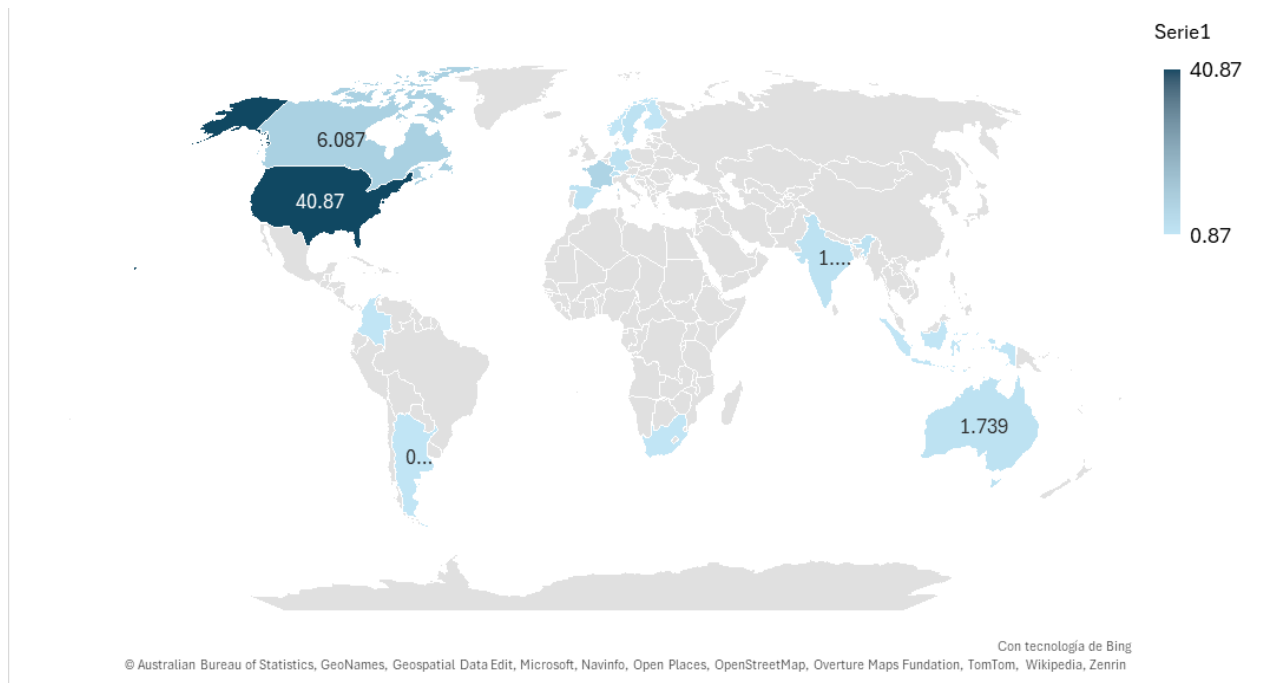 Serie1
40.87
0.87
6.087
40.87
1....
0...
1.739
Con tecnología de Bing
© Australian Bureau of Statistics, GeoNames, Geospatial Data Edit, Microsoft, Navinfo, Open Places, OpenStreetMap, Overture Maps Fundation, TomTom, Wikipedia, Zenrin